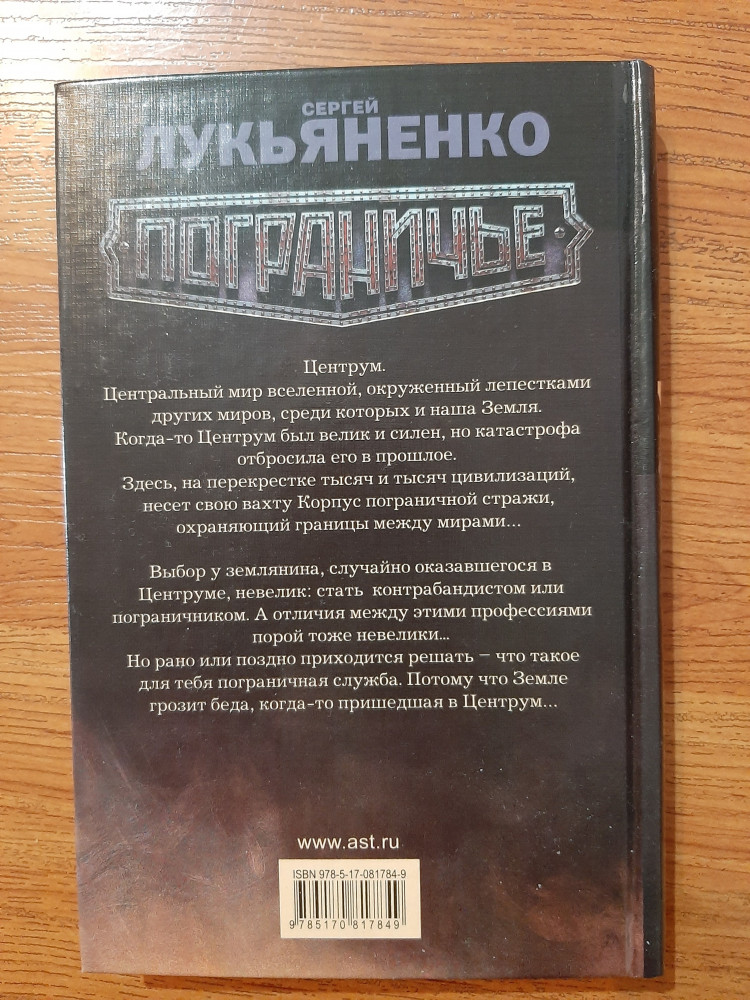 СЕРГЕЙ
ЛУКЬЯНЕНКО
ПОГРАНИЧЬЕ
Центрум.
Центральный мир вселенной, окруженный лепестками
других миров, среди которых и наша Земля.
Когда-то Центрум был велик и силен, но катастрофа
отбросила его в прошлое.
Здесь, на перекрестке тысяч и тысяч цивилизаций,
несет свою вахту Корпус пограничной стражи,
охраняющий границы между мирами...
Выбор у землянина, случайно оказавшегося в
Центруме, невелик: стать контрабандистом или
пограничником. А отличия между этими профессиями
порой тоже невелики...
Но рано или поздно приходится решать – что такое
для тебя пограничная служба. Потому что Земле
грозит беда, когда-то пришедшая в Центрум...
www.ast.ru
ISBN 978-5-17-081784-9
9 785170 817849